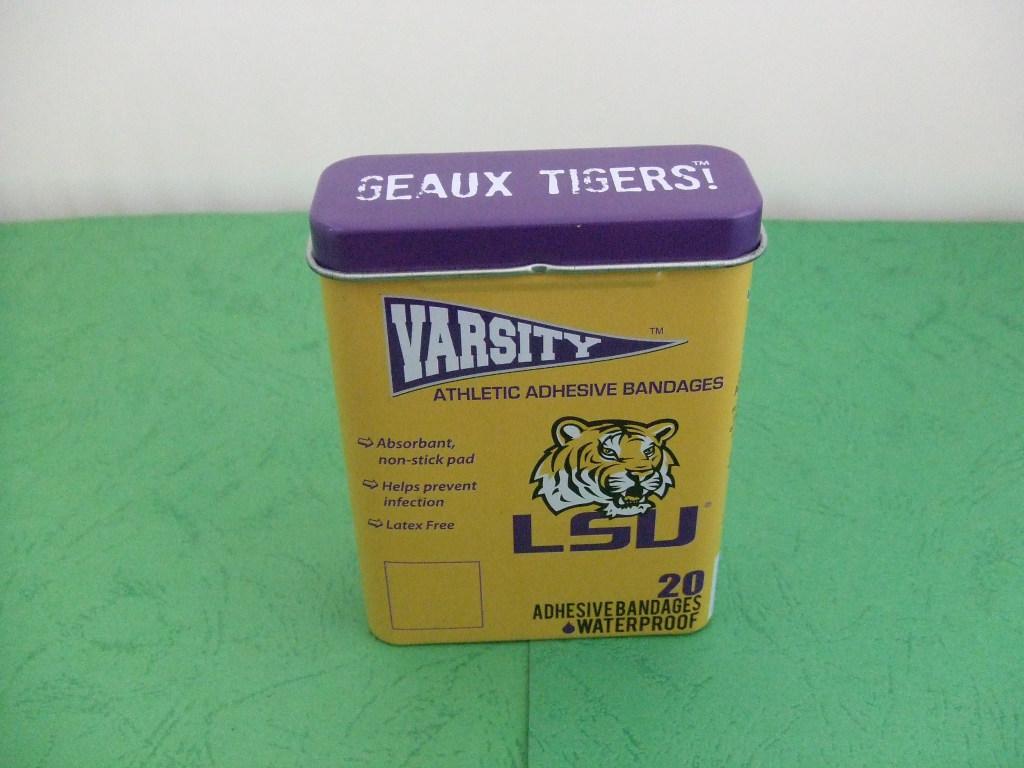 GEAUX TIGERS!™
VARSITY™
ATHLETIC ADHESIVE BANDAGES
Absorbant,
non-stick pad
Helps prevent
infection
Latex Free
LSU®
20
ADHESIVE BANDAGES
WATERPROOF